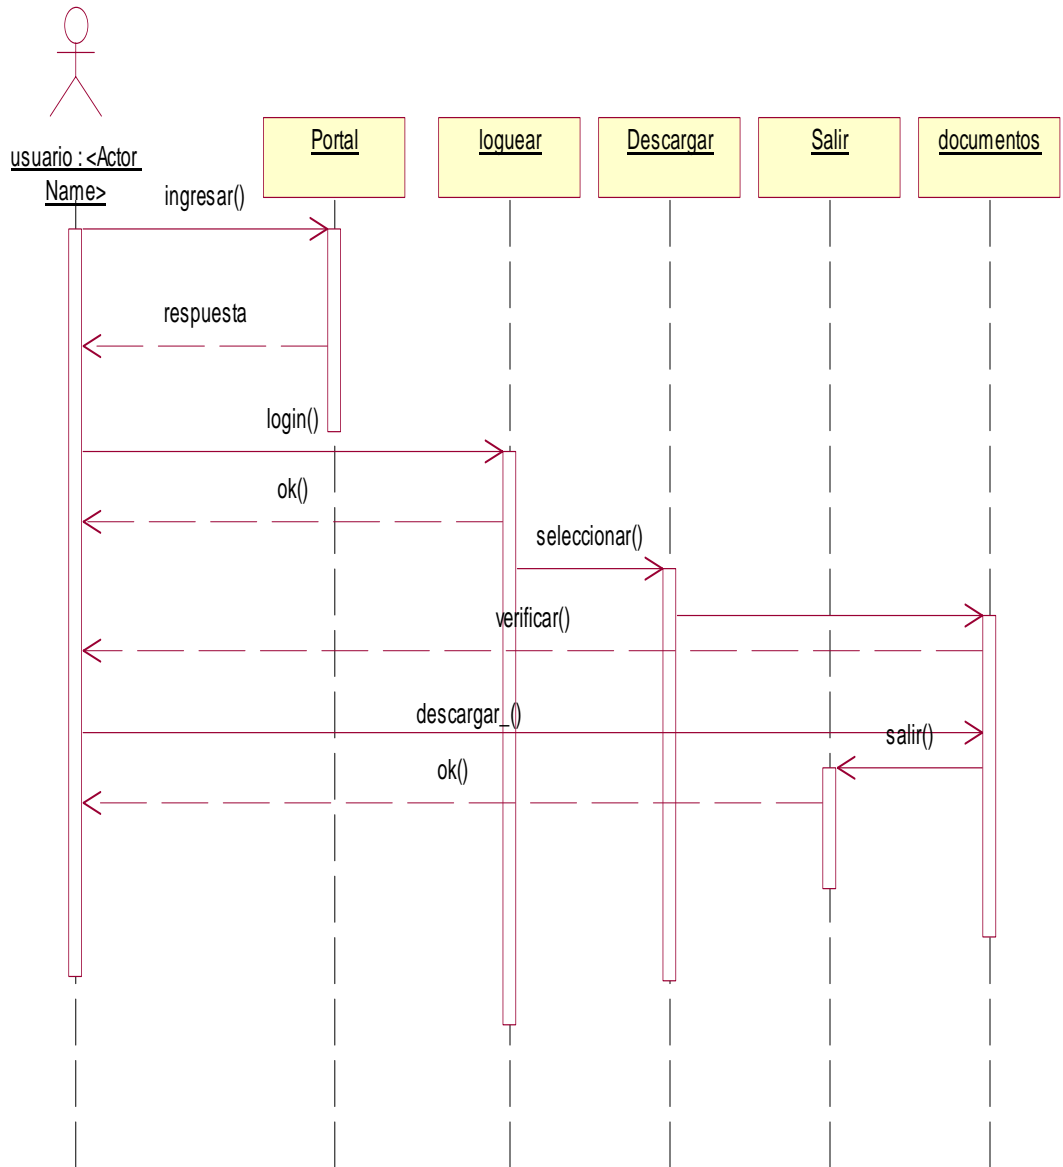 usuario : <Actor
Name>
Portal
loguear
Descargar
Salir
documentos
ingresar()
respuesta
login()
ok()
seleccionar()
verificar()
descargar_()
salir()
ok()